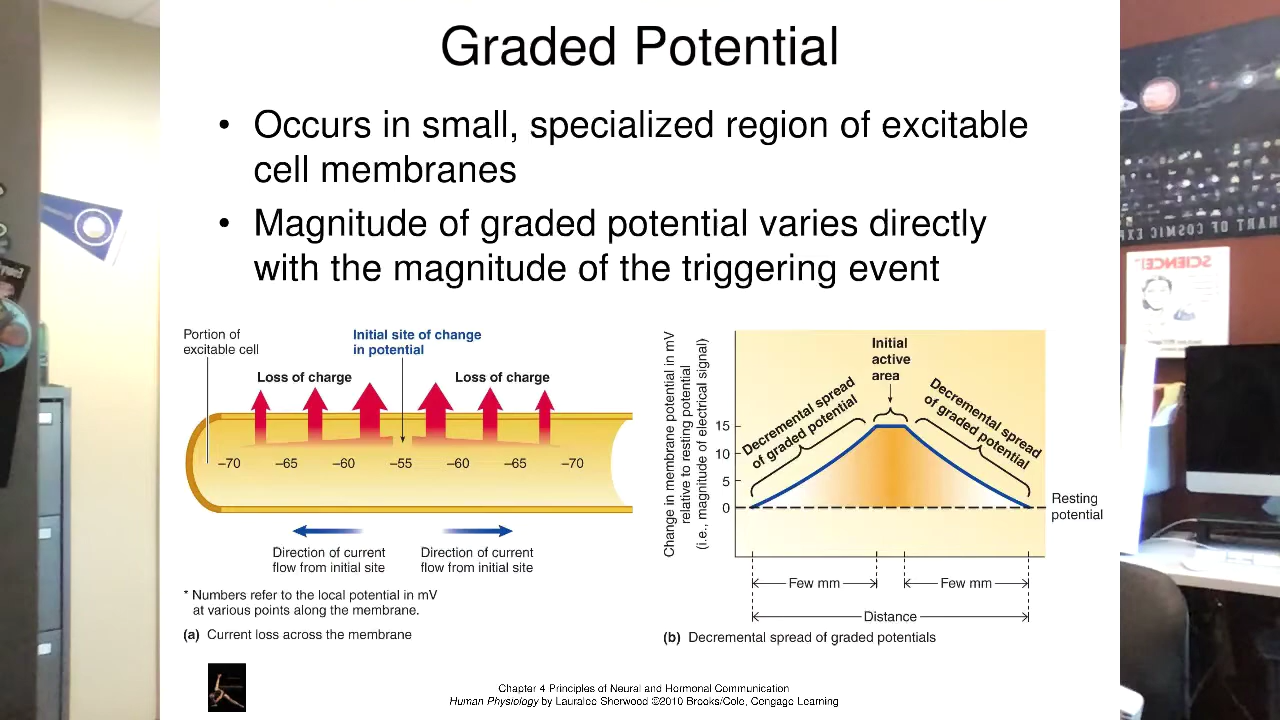 Graded Potential
• Occurs in small, specialized region of excitable
cell membranes
• Magnitude of graded potential varies directly
with the magnitude of the triggering event
Portion of
excitable cell
Initial site of change
in potential
Loss of charge
Loss of charge
–70 –65 –60 –55 –60 –65 –70
Direction of current
flow from initial site
Direction of current
flow from initial site
* Numbers refer to the local potential in mV
at various points along the membrane.
(a) Current loss across the membrane
Change in membrane potential in mV
relative to resting potential
(i.e., magnitude of electrical signal)
Initial
active
area
Decremental spread
of graded potential
Decremental spread
of graded potential
15
10
5
0
Resting
potential
Few mm
Few mm
Distance
(b) Decremental spread of graded potentials
Chapter 4 Principles of Neural and Hormonal Communication
Human Physiology by Lauralee Sherwood ©2010 Brooks/Cole, Cengage Learning
SCIENCE!